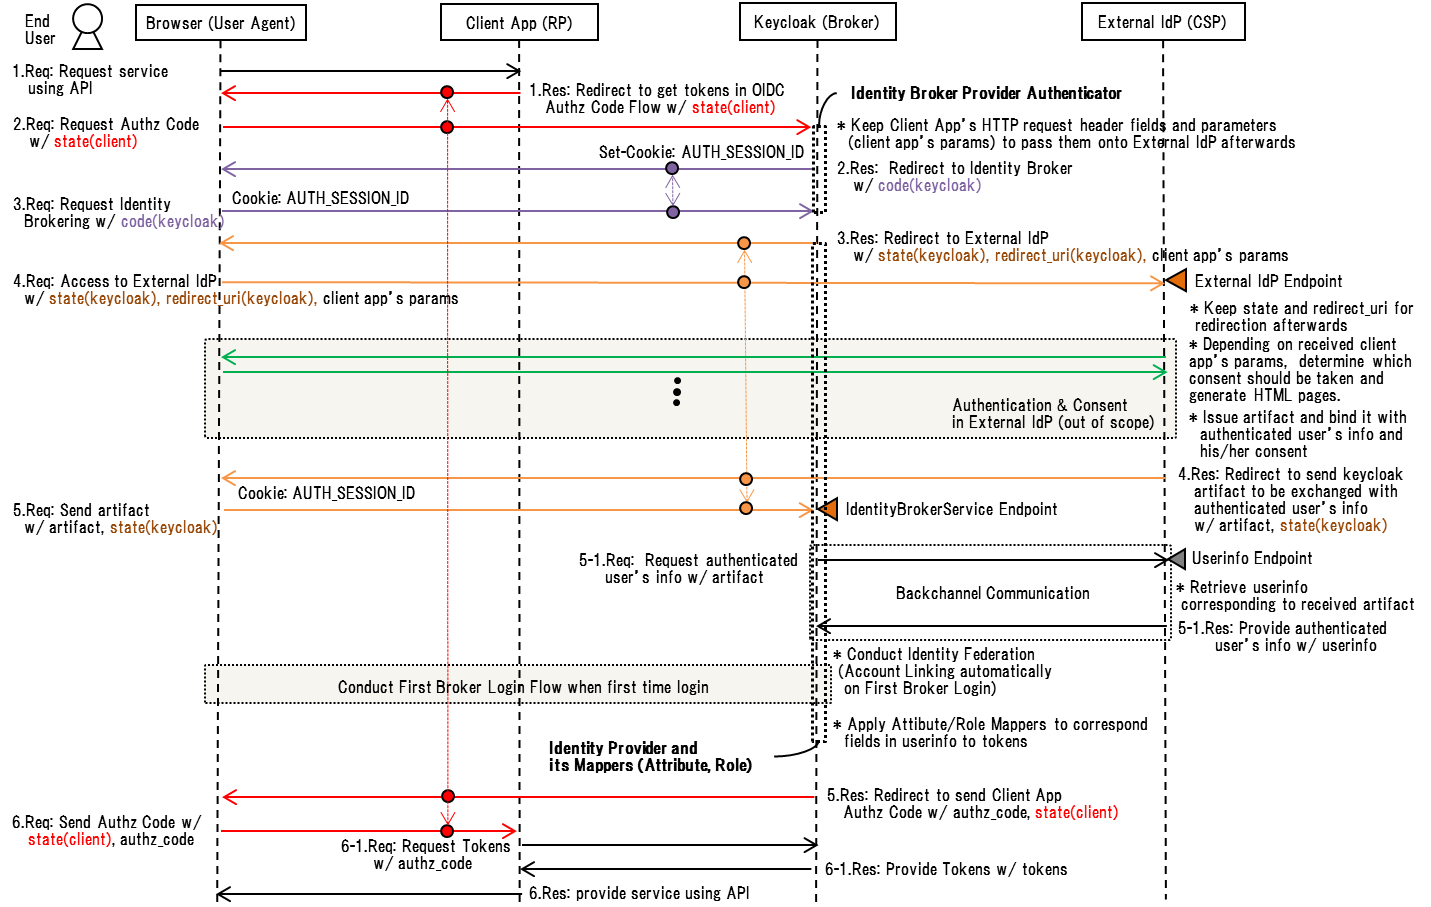 End
User
Browser (User Agent)
Client App (RP)
Keycloak (Broker)
External IdP (CSP)
1.Req: Request service
using API
1.Res: Redirect to get tokens in OIDC
Authz Code Flow w/ state(client)
Identity Broker Provider Authenticator
2.Req: Request Authz Code
w/ state(client)
* Keep Client App's HTTP request header fields and parameters
(client app's params) to pass them onto External IdP afterwards
Set-Cookie: AUTH_SESSION_ID
2.Res: Redirect to Identity Broker
w/ code(keycloak)
Cookie: AUTH_SESSION_ID
3.Req: Request Identity
Brokering w/ code(keycloak)
3.Res: Redirect to External IdP
w/ state(keycloak), redirect_uri(keycloak), client app's params
4.Req: Access to External IdP
w/ state(keycloak), redirect_uri(keycloak), client app's params
External IdP Endpoint
* Keep state and redirect_uri for
redirection afterwards
* Depending on received client
app's params, determine which
consent should be taken and
generate HTML pages.
Authentication & Consent
in External IdP (out of scope)
* Issue artifact and bind it with
authenticated user's info and
his/her consent
4.Res: Redirect to send keycloak
artifact to be exchanged with
authenticated user's info
w/ artifact, state(keycloak)
Cookie: AUTH_SESSION_ID
5.Req: Send artifact
w/ artifact, state(keycloak)
IdentityBrokerService Endpoint
5-1.Req: Request authenticated
user's info w/ artifact
Userinfo Endpoint
Backchannel Communication
* Retrieve userinfo
corresponding to received artifact
5-1.Res: Provide authenticated
user's info w/ userinfo
* Conduct Identity Federation
(Account Linking automatically
on First Broker Login)
Conduct First Broker Login Flow when first time login
* Apply Attibute/Role Mappers to correspond
fields in userinfo to tokens
Identity Provider and
its Mappers (Attribute, Role)
5.Res: Redirect to send Client App
Authz Code w/ authz_code, state(client)
6.Req: Send Authz Code w/
state(client), authz_code
6-1.Req: Request Tokens
w/ authz_code
6-1.Res: Provide Tokens w/ tokens
6.Res: provide service using API